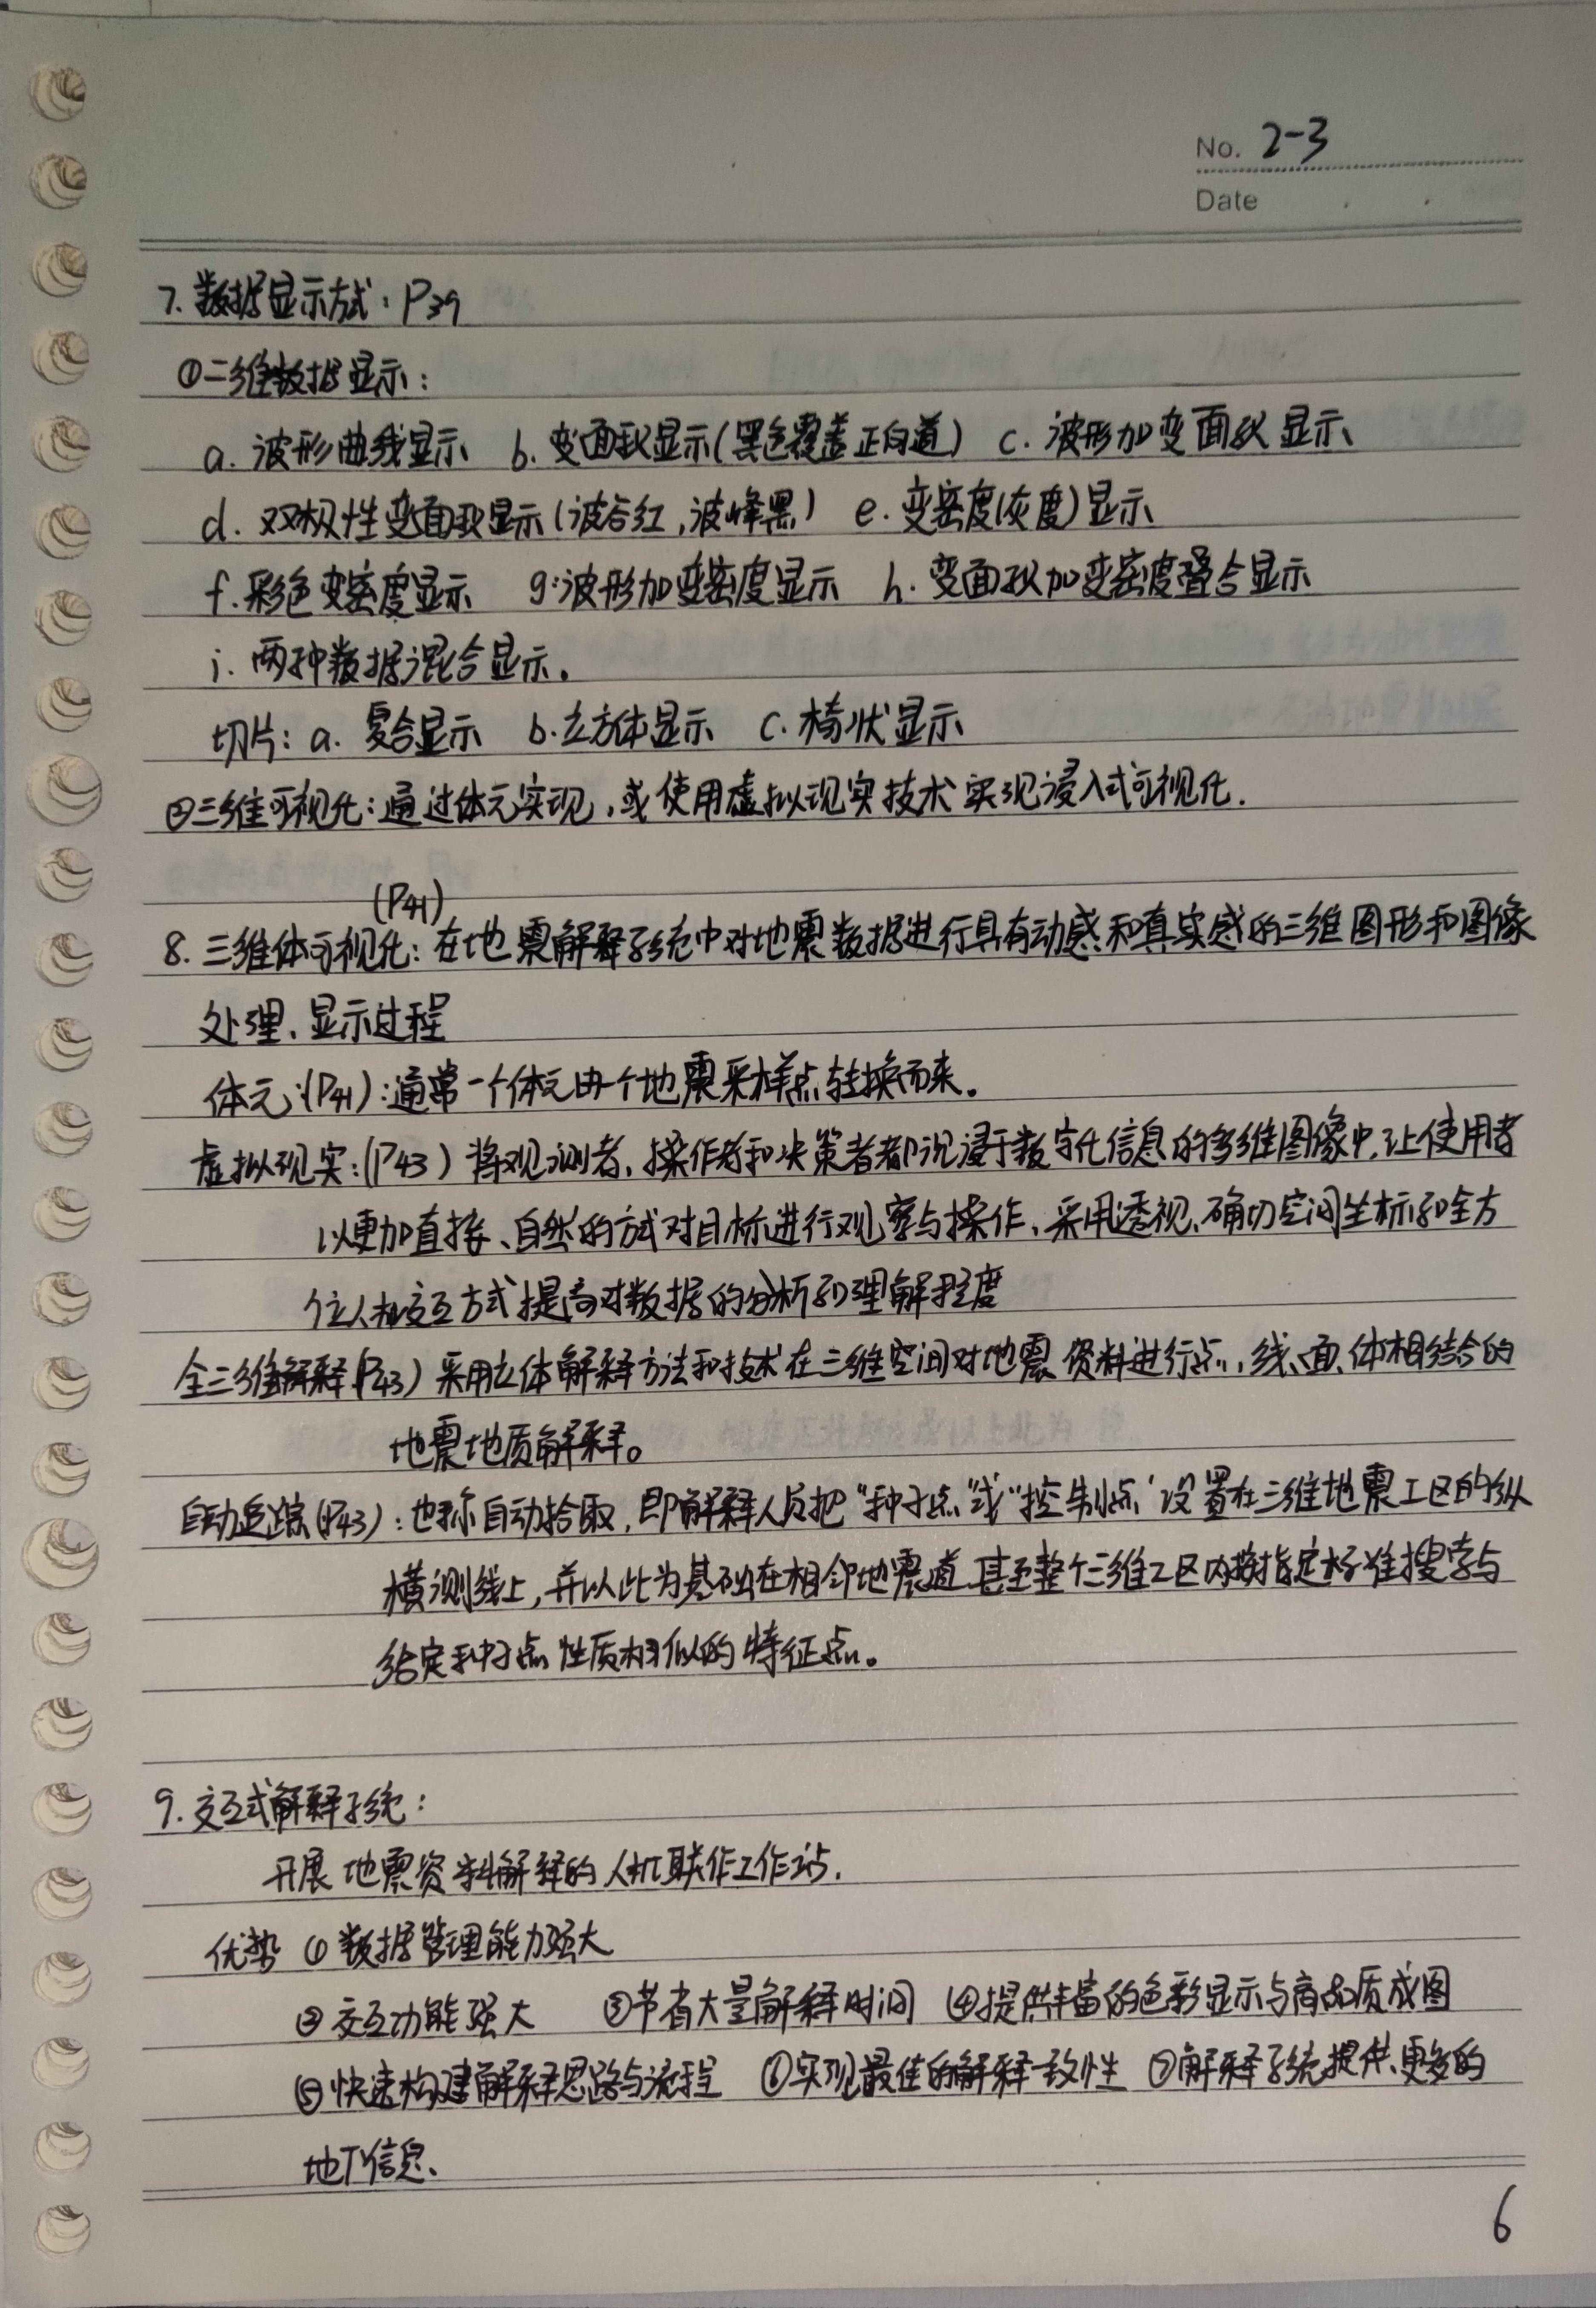 No. 2-3
Date
7. 数据显示方式：P39
①二维数据显示：
a. 波形曲线显示 b. 变面积显示(黑色覆盖正向道) c. 波形加变面积显示、
d. 双极性变面积显示(波谷红,波峰黑) e. 变密度(灰度)显示
f. 彩色变密度显示 g. 波形加变密度显示 h. 变面积加变密度叠合显示
i. 两种数据混合显示。
切片：a. 复合显示 b. 立方体显示 c. 椅状显示
②三维可视化：通过体元实现，或使用虚拟现实技术实现浸入式可视化.
(P41)
8. 三维体可视化：在地震解释系统中对地震数据进行具有动感和真实感的三维图形和图像
处理、显示过程
体元：(P41)：通常一个体元由一个地震采样点转换而来。
虚拟现实：(P43) 将观测者、操作者和决策者都沉浸于数字化信息的多维图像中,让使用者
以更加直接、自然的方式对目标进行观察与操作、采用透视、确切空间坐标和全方
位人机交互方式提高对数据的分析和理解程度
全三维解释(P43) 采用立体解释方法和技术在三维空间对地震资料进行点、线、面、体相结合的
地震地质解释。
自动追踪(P43)：也称自动拾取，即解释人员把“种子点”或“控制点”设置在三维地震工区的纵
横测线上，并以此为基础在相邻地震道甚至整个三维工区内按指定标准搜索与
给定种子点性质相似的特征点。
9. 交互式解释系统：
开展地震资料解释的人机联作工作站.
优势 ①数据管理能力强大
②交互功能强大 ③节省大量解释时间 ④提供丰富的色彩显示与高品质成图
⑤快速构建解释思路与流程 ⑥实现最佳的解释一致性 ⑦解释系统提供更多的
地下信息、
6